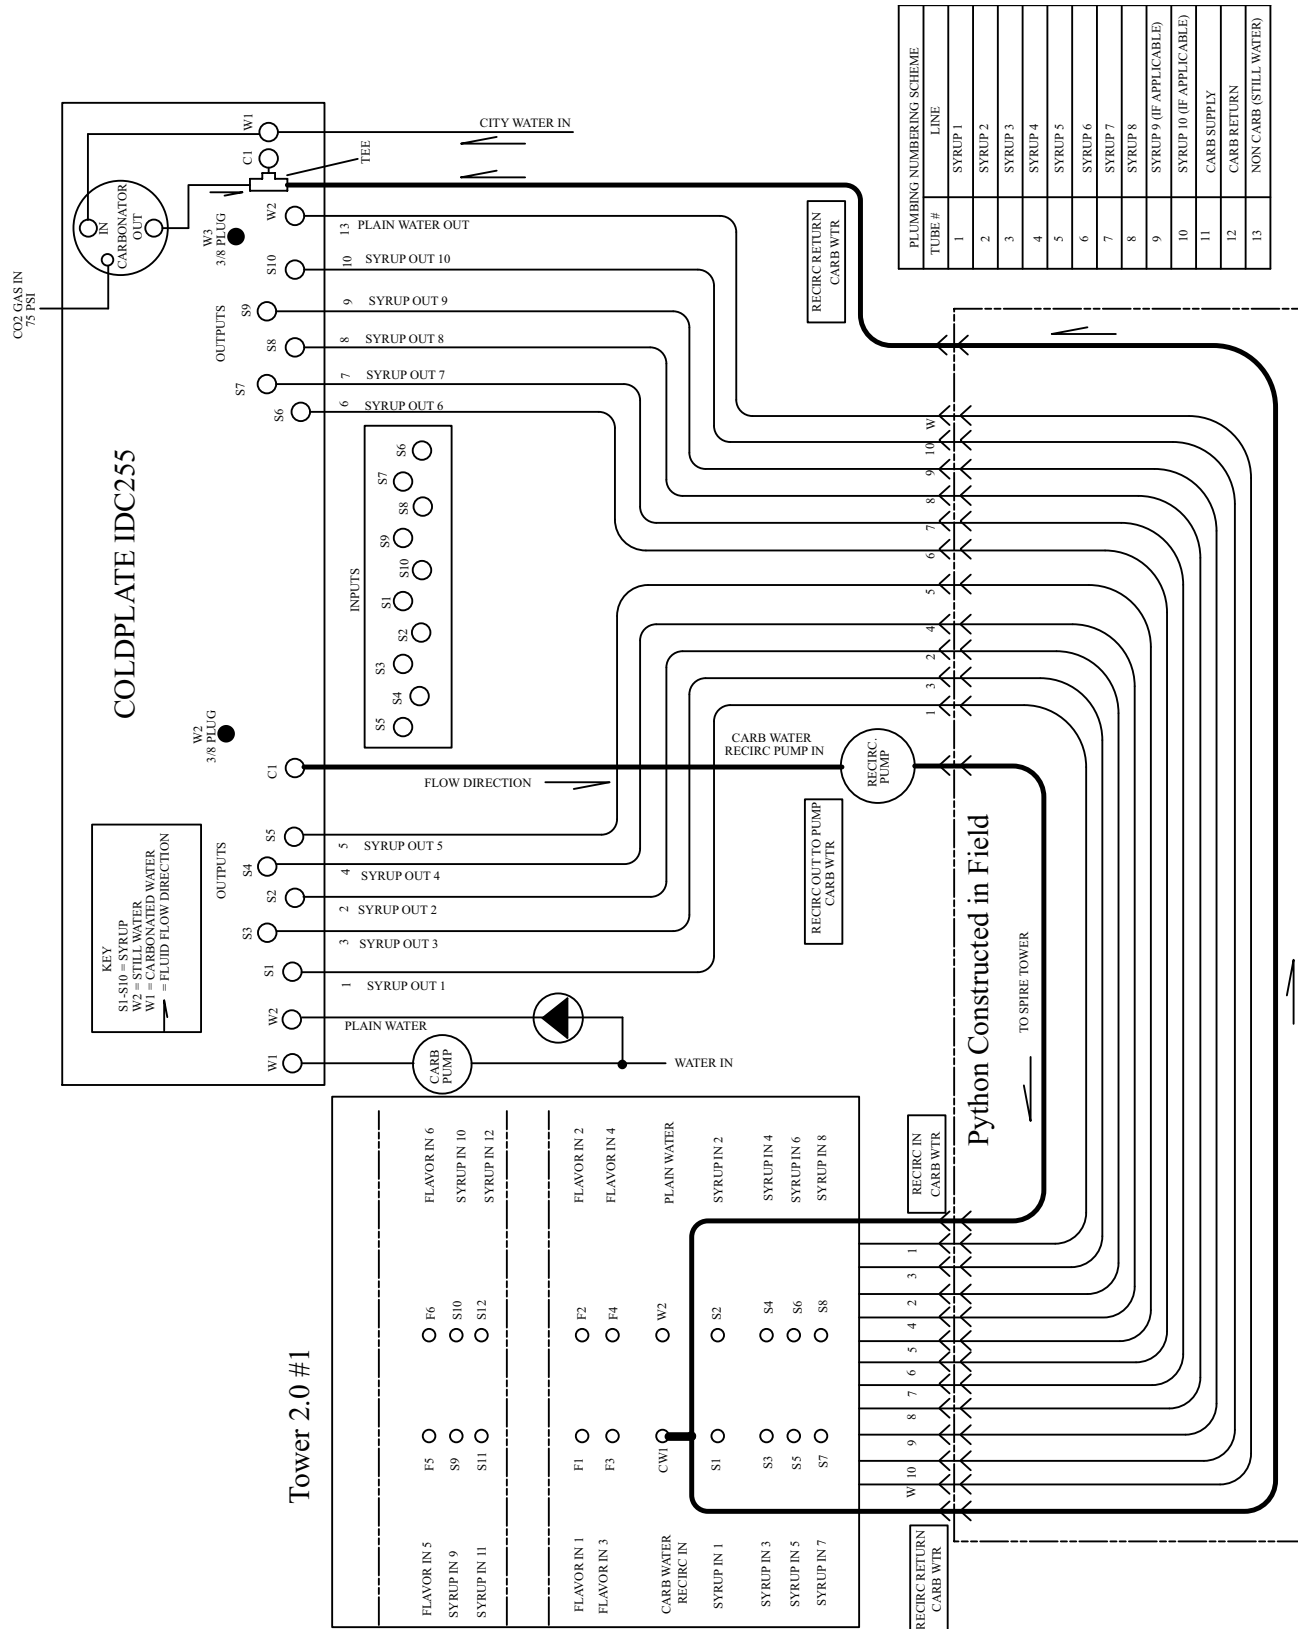 CO2 GAS IN
75 PSI
COLDPLATE IDC255
IN
CARBONATOR
OUT
W3
3/8 PLUG
W2
3/8 PLUG
KEY
S1-S10 = SYRUP
W2 = STILL WATER
W1 = CARBONATED WATER
= FLUID FLOW DIRECTION
OUTPUTS
OUTPUTS
W1
W2
S1
S3
S2
S4
S5
C1
S6
S7
S8
S9
S10
W2
C1
W1
TEE
CITY WATER IN
INPUTS
S5
S4
S3
S2
S1
S10
S9
S8
S7
S6
13 PLAIN WATER OUT
10 SYRUP OUT 10
9 SYRUP OUT 9
8 SYRUP OUT 8
7 SYRUP OUT 7
6 SYRUP OUT 6
FLOW DIRECTION
CARB WATER
RECIRC PUMP IN
RECIRC.
PUMP
5 SYRUP OUT 5
4 SYRUP OUT 4
2 SYRUP OUT 2
3 SYRUP OUT 3
1 SYRUP OUT 1
PLAIN WATER
CARB
PUMP
WATER IN
RECIRC RETURN
CARB WTR
RECIRC OUT TO PUMP
CARB WTR
W
10
9
8
7
6
5
4
2
3
1
PLUMBING NUMBERING SCHEME
TUBE # LINE
1 SYRUP 1
2 SYRUP 2
3 SYRUP 3
4 SYRUP 4
5 SYRUP 5
6 SYRUP 6
7 SYRUP 7
8 SYRUP 8
9 SYRUP 9 (IF APPLICABLE)
10 SYRUP 10 (IF APPLICABLE)
11 CARB SUPPLY
12 CARB RETURN
13 NON CARB (STILL WATER)
Python Constructed in Field
TO SPIRE TOWER
Tower 2.0 #1
FLAVOR IN 6
SYRUP IN 10
SYRUP IN 12
FLAVOR IN 2
FLAVOR IN 4
PLAIN WATER
SYRUP IN 2
SYRUP IN 4
SYRUP IN 6
SYRUP IN 8
F6
S10
S12
F2
F4
W2
S2
S4
S6
S8
F5
S9
S11
F1
F3
CW1
S1
S3
S5
S7
FLAVOR IN 5
SYRUP IN 9
SYRUP IN 11
FLAVOR IN 1
FLAVOR IN 3
CARB WATER
RECIRC IN
SYRUP IN 1
SYRUP IN 3
SYRUP IN 5
SYRUP IN 7
RECIRC IN
CARB WTR
1
3
2
4
5
6
7
8
9
10
W
RECIRC RETURN
CARB WTR